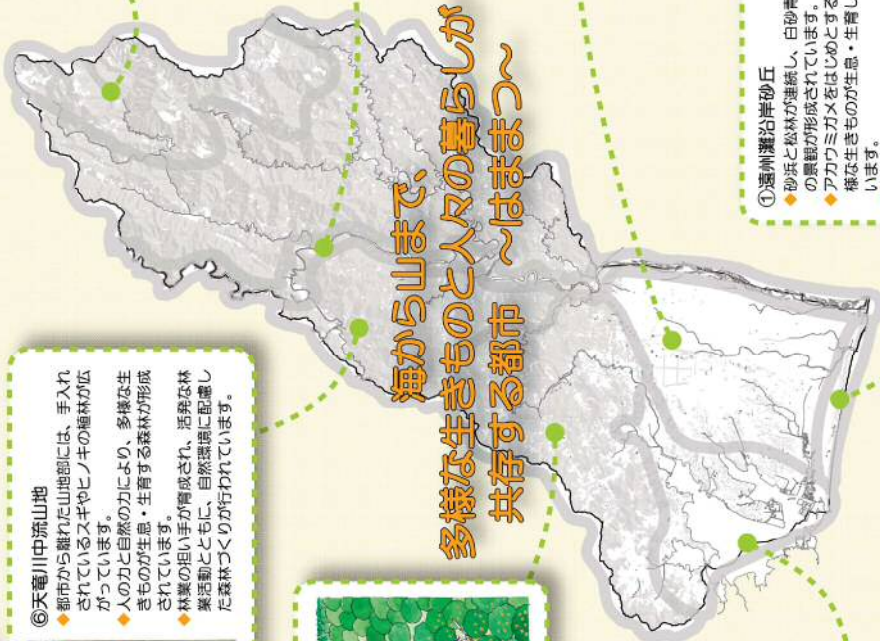 ⑥天竜川中流山地
◆都市から離れた山地部には、手入れ
されているスギやヒノキの植林が広
がっています。
◆人の力と自然の力により、多様な生
きものが生息・生育する森林が形成
されています。
◆林業の担い手が育成され、活発な林
業活動とともに、自然環境に配慮し
た森林づくりが行われています。
海から山まで、
多様な生きものと人々の暮らしが
共存する都市 ~はままつ~
①遠州灘沿岸砂丘
◆砂浜と松林が連続し、白砂青
の景観が形成されています。
◆アカウミガメをはじめとする
様な生きものが生息・生育し
います。